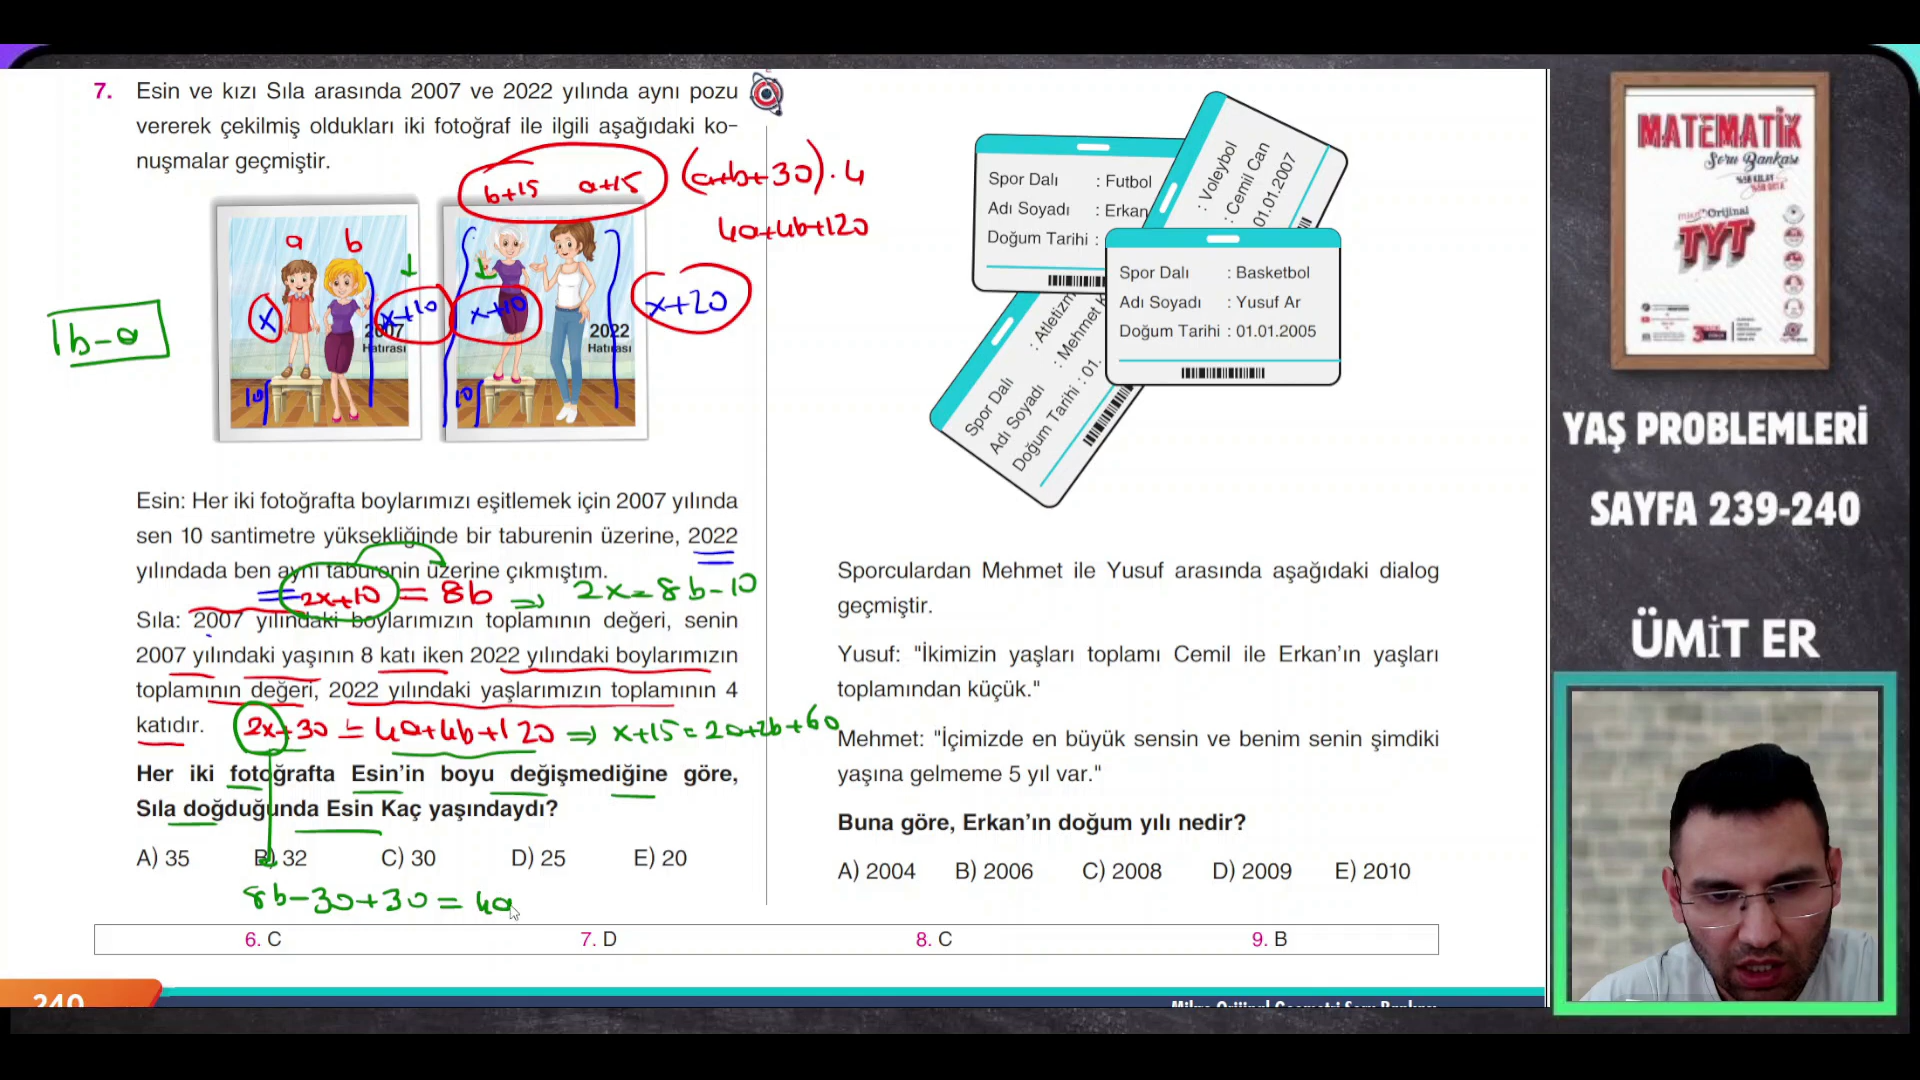 7. Esin ve kızı Sıla arasında 2007 ve 2022 yılında aynı pozu
vererek çekilmiş oldukları iki fotoğraf ile ilgili aşağıdaki ko-
nuşmalar geçmiştir.
b+15 a+15
(a+b+30).4
4a+4b+120
a b
x
x+10
x+10
x+20
2007
Hatırası
2022
Hatırası
10
10
b-a
Esin: Her iki fotoğrafta boylarımızı eşitlemek için 2007 yılında
sen 10 santimetre yüksekliğinde bir taburenin üzerine, 2022
yılındada ben aynı taburenin üzerine çıkmıştım.
2x+10 = 8b ⇒ 2x=8b-10
Sıla: 2007 yılındaki boylarımızın toplamının değeri, senin
2007 yılındaki yaşının 8 katı iken 2022 yılındaki boylarımızın
toplamının değeri, 2022 yılındaki yaşlarımızın toplamının 4
katıdır.
2x+30 = 4a+4b+120 ⇒ x+15=2a+2b+60
Her iki fotoğrafta Esin'in boyu değişmediğine göre,
Sıla doğduğunda Esin Kaç yaşındaydı?
A) 35 B) 32 C) 30 D) 25 E) 20
8b-30+30=4a
Spor Dalı : Futbol
Adı Soyadı : Erkan
Doğum Tarihi :
: Voleybol
: Cemil Can
01.01.2007
Spor Dalı : Atletizm
Adı Soyadı : Mehmet K
Doğum Tarihi : 01.
Spor Dalı : Basketbol
Adı Soyadı : Yusuf Ar
Doğum Tarihi : 01.01.2005
Sporculardan Mehmet ile Yusuf arasında aşağıdaki dialog
geçmiştir.
Yusuf: "İkimizin yaşları toplamı Cemil ile Erkan'ın yaşları
toplamından küçük."
Mehmet: "İçimizde en büyük sensin ve benim senin şimdiki
yaşına gelmeme 5 yıl var."
Buna göre, Erkan'ın doğum yılı nedir?
A) 2004 B) 2006 C) 2008 D) 2009 E) 2010
6. C 7. D 8. C 9. B
240
MATEMATİK
Soru Bankası
Orijinal
TYT
YAŞ PROBLEMLERİ
SAYFA 239-240
ÜMİT ER